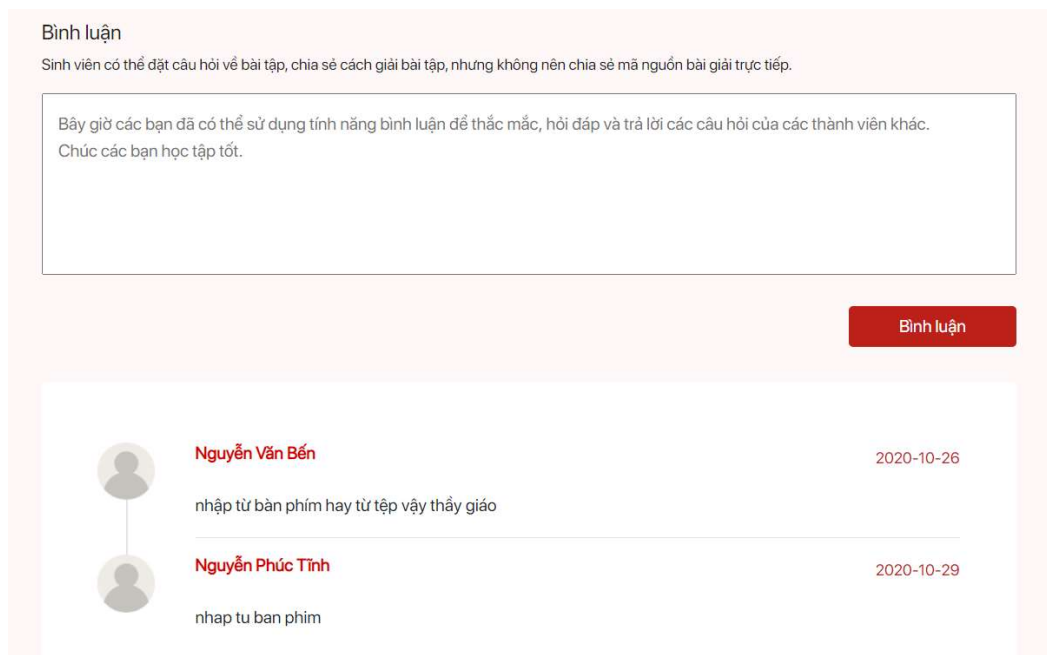 Bình luận
Sinh viên có thể đặt câu hỏi về bài tập, chia sẻ cách giải bài tập, nhưng không nên chia sẻ mã nguồn bài giải trực tiếp.
Bây giờ các bạn đã có thể sử dụng tính năng bình luận để thắc mắc, hỏi đáp và trả lời các câu hỏi của các thành viên khác.
Chúc các bạn học tập tốt.
Bình luận
Nguyễn Văn Bến
2020-10-26
nhập từ bàn phím hay từ tệp vậy thầy giáo
Nguyễn Phúc Tĩnh
2020-10-29
nhap tu ban phim